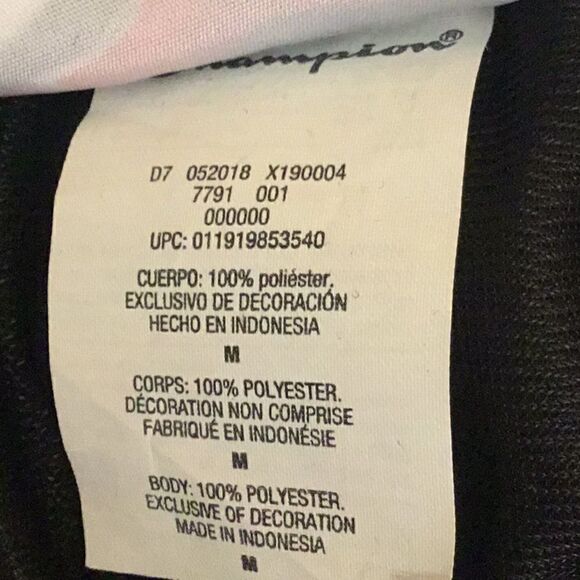 Champion®
D7 052018 X190004
7791 001
000000
UPC: 011919853540
CUERPO: 100% poliéster.
EXCLUSIVO DE DECORACIÓN
HECHO EN INDONESIA
M
CORPS: 100% POLYESTER.
DÉCORATION NON COMPRISE
FABRIQUÉ EN INDONÉSIE
M
BODY: 100% POLYESTER.
EXCLUSIVE OF DECORATION
MADE IN INDONESIA
M